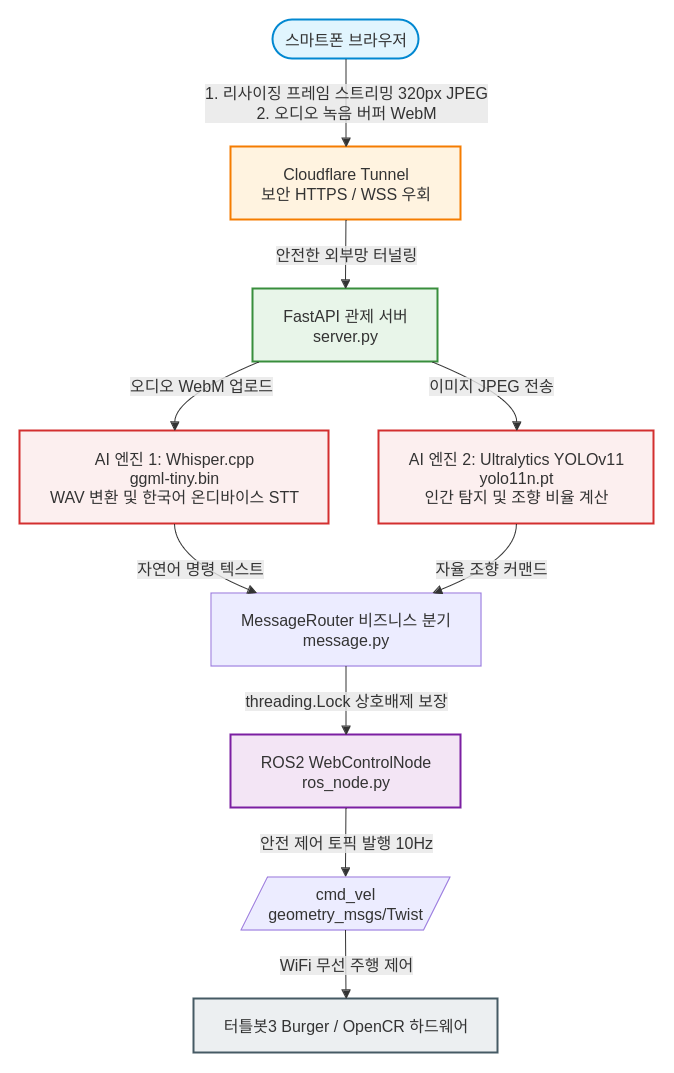 스마트폰 브라우저
1. 리사이징 프레임 스트리밍 320px JPEG
2. 오디오 녹음 버퍼 WebM
Cloudflare Tunnel
보안 HTTPS / WSS 우회
안전한 외부망 터널링
FastAPI 관제 서버
server.py
오디오 WebM 업로드
이미지 JPEG 전송
AI 엔진 1: Whisper.cpp
ggml-tiny.bin
WAV 변환 및 한국어 온디바이스 STT
AI 엔진 2: Ultralytics YOLOv11
yolo11n.pt
인간 탐지 및 조향 비율 계산
자연어 명령 텍스트
자율 조향 커맨드
MessageRouter 비즈니스 분기
message.py
threading.Lock 상호배제 보장
ROS2 WebControlNode
ros_node.py
안전 제어 토픽 발행 10Hz
cmd_vel
geometry_msgs/Twist
WiFi 무선 주행 제어
터틀봇3 Burger / OpenCR 하드웨어